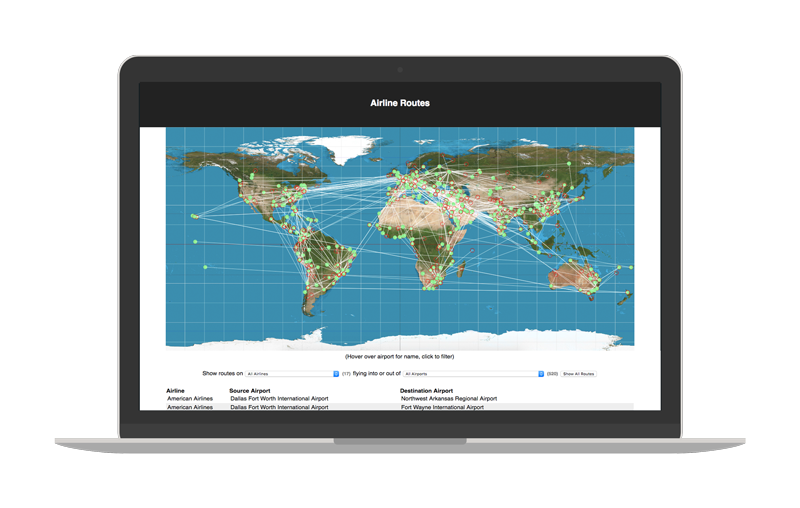 Airline Routes
(Hover over airport for name, click to filter)
Show routes on All Airlines (17) flying into or out of All Airports (320) Show All Routes
Airline Source Airport Destination Airport
American Airlines Dallas Fort Worth International Airport Northwest Arkansas Regional Airport
American Airlines Dallas Fort Worth International Airport Fort Wayne International Airport